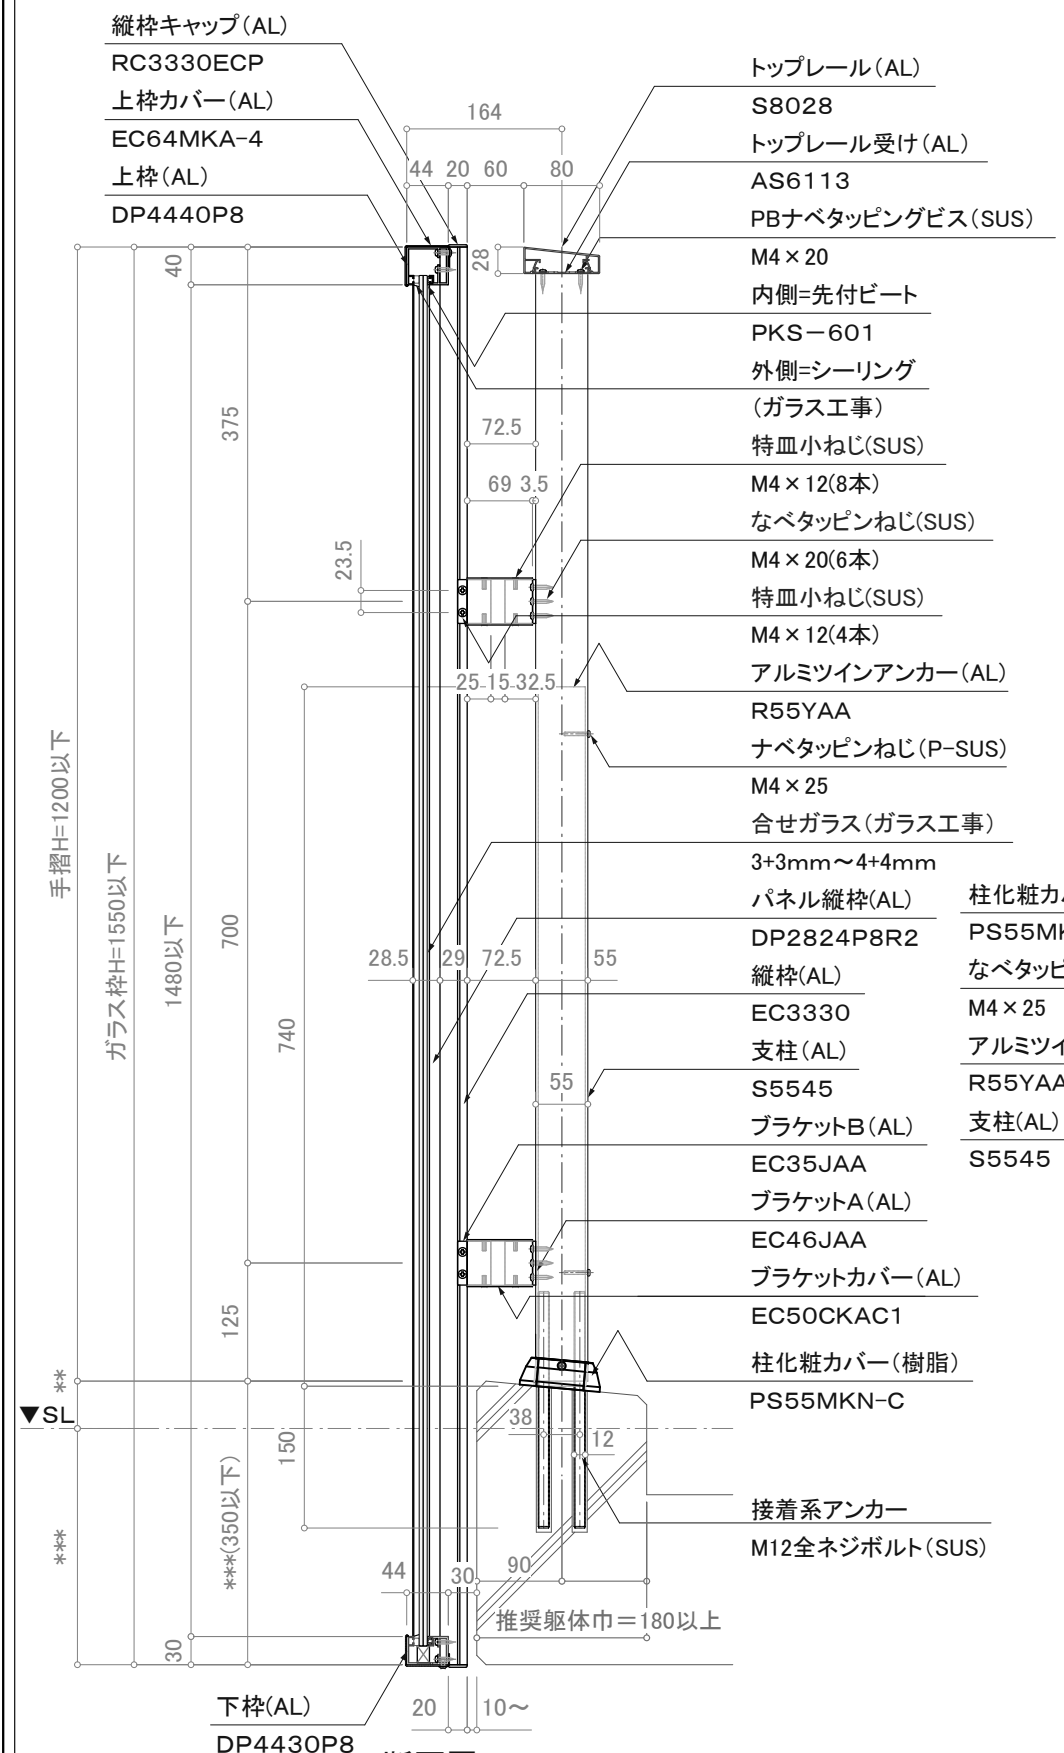 縦枠キャップ(AL)
RC3330ECP
上枠カバー(AL)
EC64MKA-4
上枠(AL)
DP4440P8
トップレール(AL)
S8028
トップレール受け(AL)
AS6113
PBナベタッピングビス(SUS)
M4×20
内側=先付ビート
PKS-601
外側=シーリング
(ガラス工事)
特皿小ねじ(SUS)
M4×12(8本)
なベタッピンねじ(SUS)
M4×20(6本)
特皿小ねじ(SUS)
M4×12(4本)
アルミツインアンカー(AL)
R55YAA
ナベタッピンねじ(P-SUS)
M4×25
合せガラス(ガラス工事)
3+3mm～4+4mm
パネル縦枠(AL)
DP2824P8R2
縦枠(AL)
EC3330
支柱(AL)
S5545
ブラケットB(AL)
EC35JAA
ブラケットA(AL)
EC46JAA
ブラケットカバー(AL)
EC50CKAC1
柱化粧カバー(樹脂)
PS55MKN-C
接着系アンカー
M12全ネジボルト(SUS)
柱化粧カ
PS55M
なベタッピ
M4×25
アルミツイ
R55YAA
支柱(AL)
S5545
164
44 20 60 80
28
40
375
72.5
69 3.5
23.5
25 15 32.5
手摺H=1200以下
ガラス枠H=1550以下
1480以下
700
740
28.5 29 72.5 55
55
125
**
▼SL
38
12
150
***
***(350以下)
44 30 90
推奨躯体巾=180以上
30
20 10～
下枠(AL)
DP4430P8